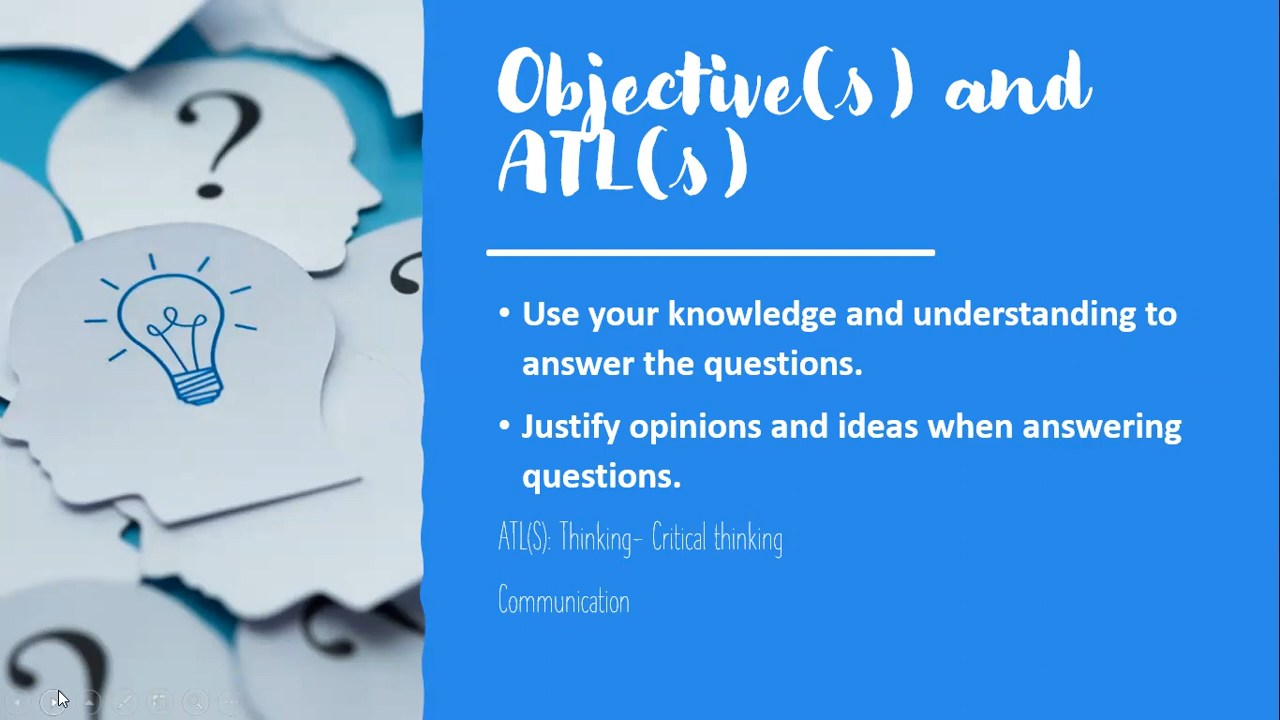 Objective(s) and
ATL(s)
• Use your knowledge and understanding to
answer the questions.
• Justify opinions and ideas when answering
questions.
ATL(S): Thinking- Critical thinking
Communication
?
?
?
?